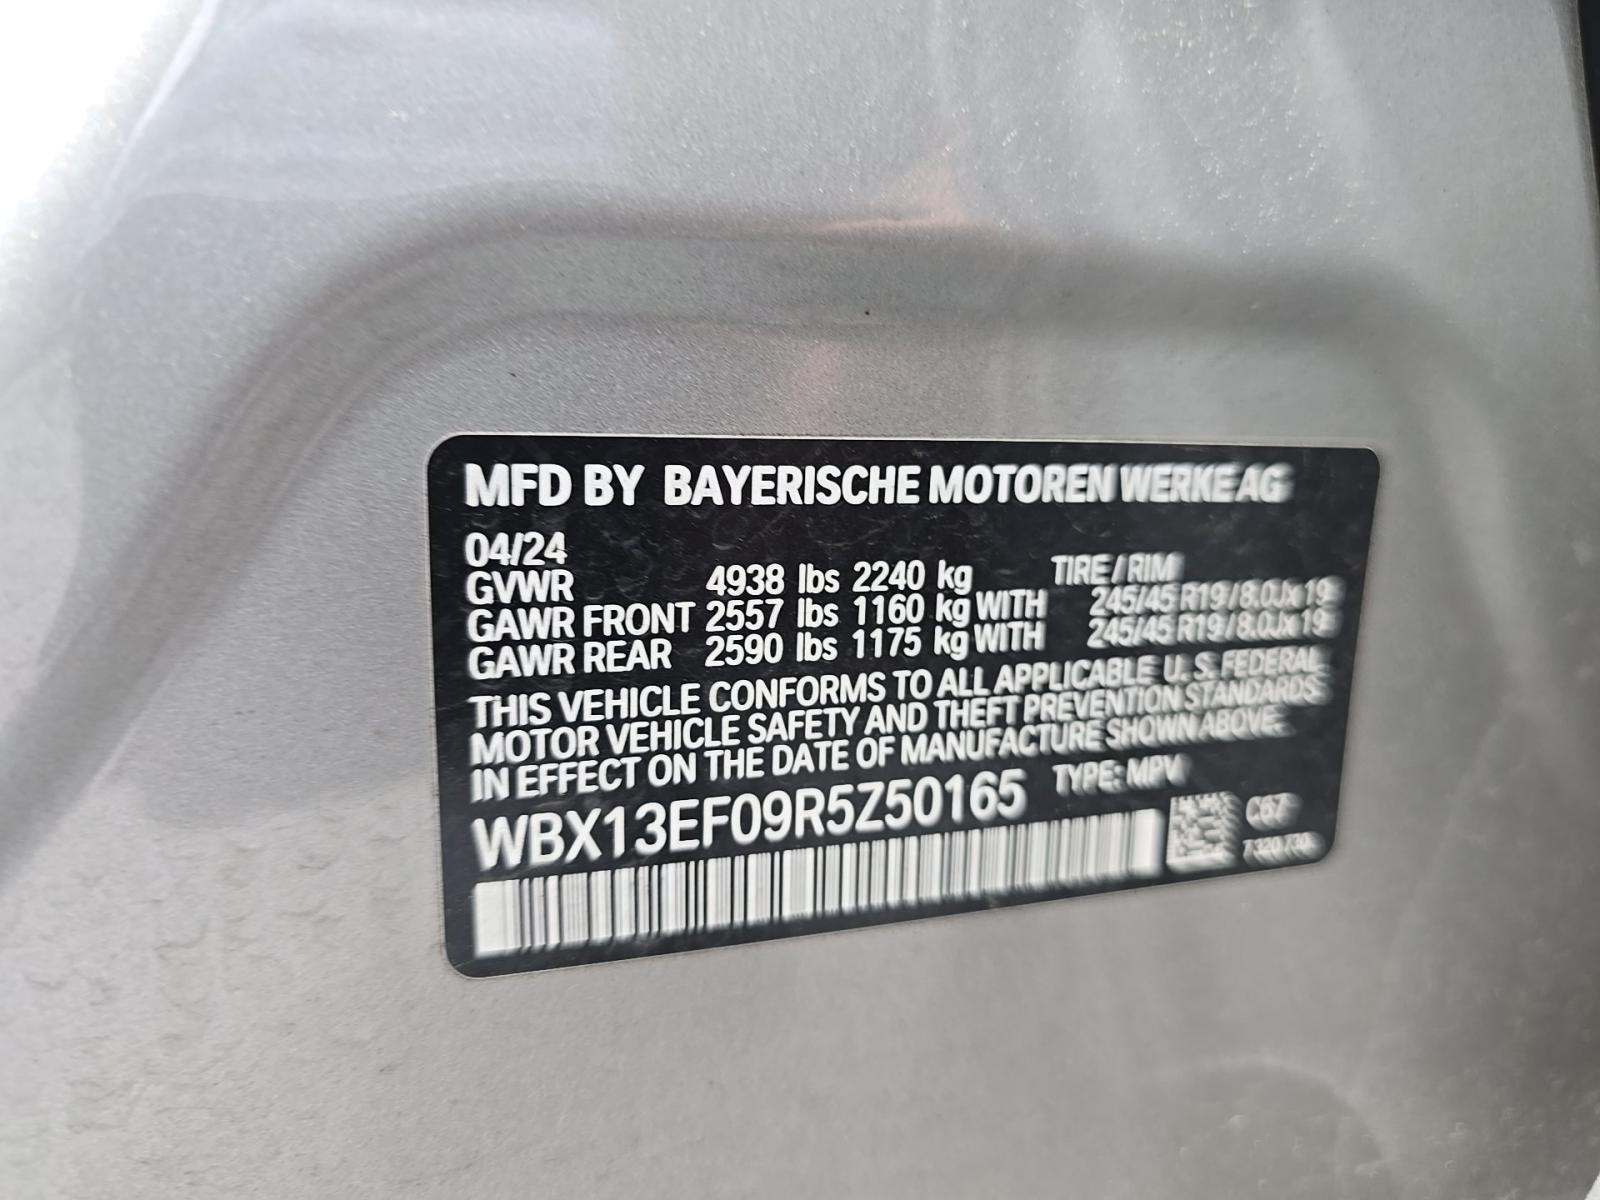 MFD BY BAYERISCHE MOTOREN WERKE AG
04/24
GVWR 4938 lbs 2240 kg TIRE / RIM
GAWR FRONT 2557 lbs 1160 kg WITH 245/45 R19 / 8.0Jx19
GAWR REAR 2590 lbs 1175 kg WITH 245/45 R19 / 8.0Jx19
THIS VEHICLE CONFORMS TO ALL APPLICABLE U. S. FEDERAL
MOTOR VEHICLE SAFETY AND THEFT PREVENTION STANDARDS
IN EFFECT ON THE DATE OF MANUFACTURE SHOWN ABOVE.
WBX13EF09R5Z50165 TYPE: MPV
C67